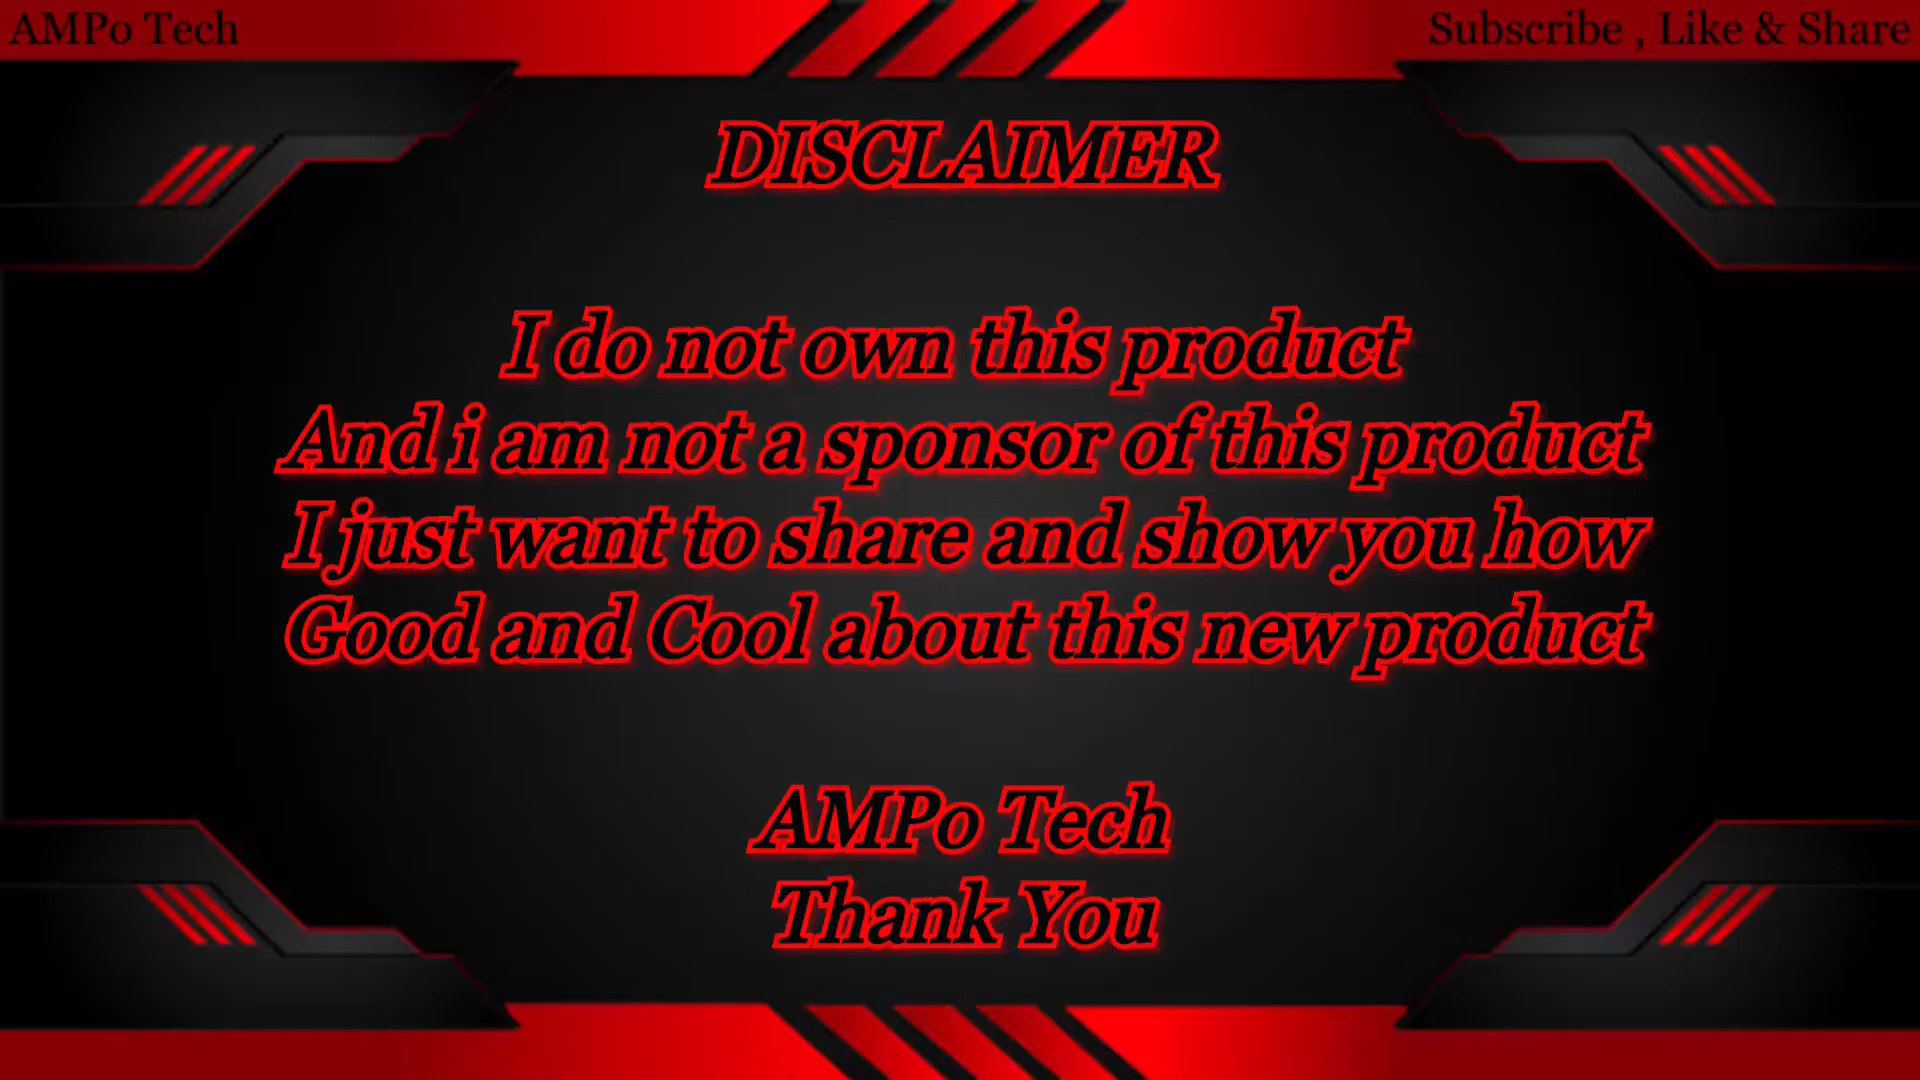 AMPo Tech
Subscribe , Like & Share
DISCLAIMER
I do not own this product
And i am not a sponsor of this product
I just want to share and show you how
Good and Cool about this new product
AMPo Tech
Thank You